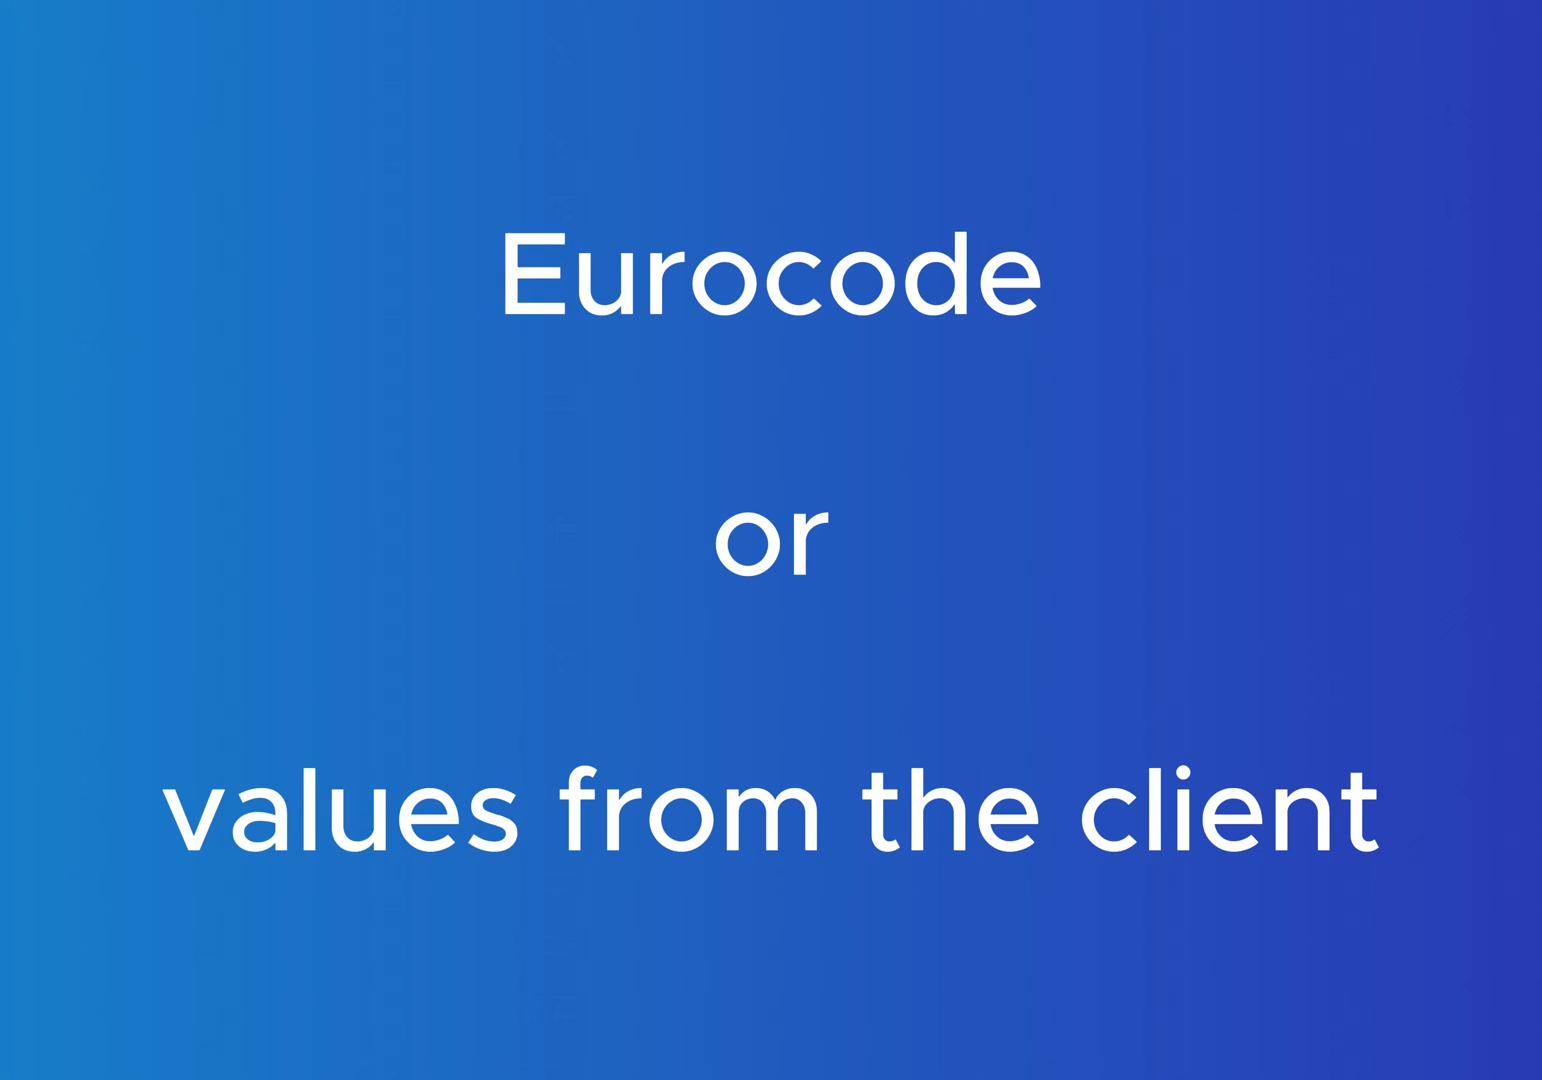 Eurocode
or
values from the client